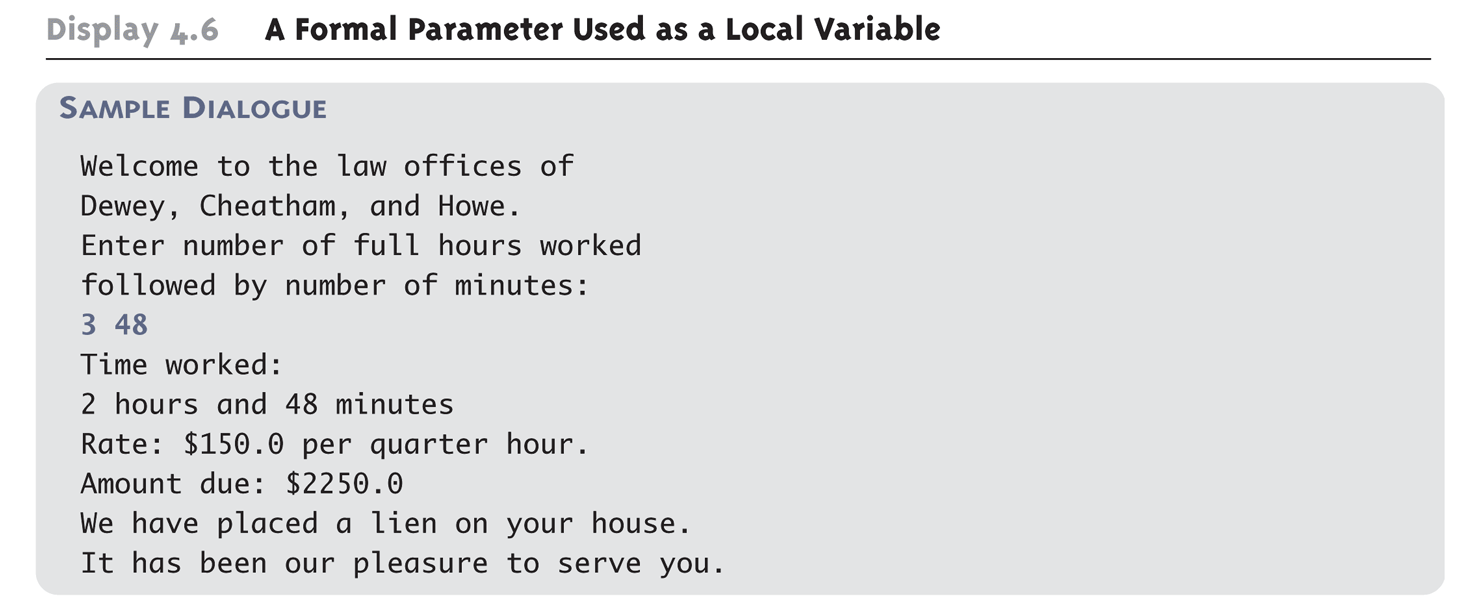 Display 4.6 A Formal Parameter Used as a Local Variable
SAMPLE DIALOGUE
Welcome to the law offices of
Dewey, Cheatham, and Howe.
Enter number of full hours worked
followed by number of minutes:
3 48
Time worked:
2 hours and 48 minutes
Rate: $150.0 per quarter hour.
Amount due: $2250.0
We have placed a lien on your house.
It has been our pleasure to serve you.